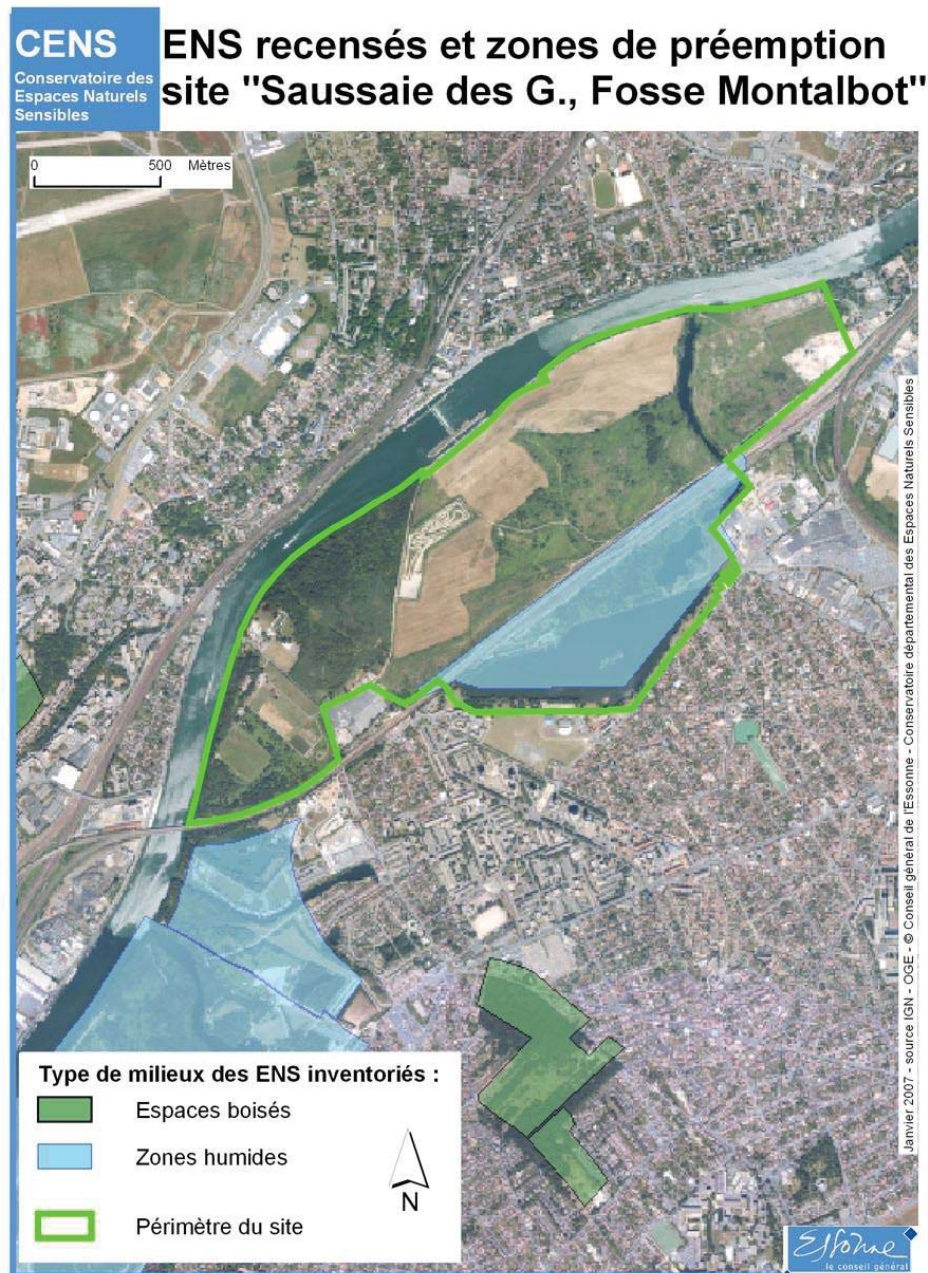 CENS
Conservatoire des
Espaces Naturels
Sensibles
ENS recensés et zones de préemption
site "Saussaie des G., Fosse Montalbot"
0 500 Mètres
Janvier 2007 - source IGN - OGE - © Conseil général de l'Essonne - Conservatoire départemental des Espaces Naturels Sensibles
Type de milieux des ENS inventoriés :
Espaces boisés
Zones humides
Périmètre du site
N
Essonne
le conseil général